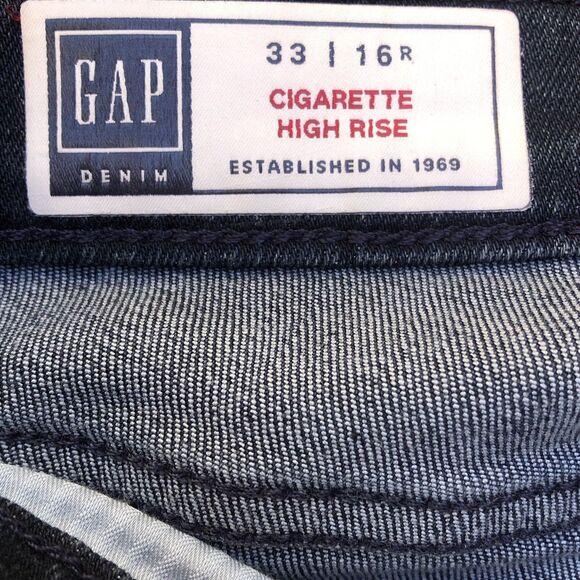 GAP
DENIM
33 | 16R
CIGARETTE
HIGH RISE
ESTABLISHED IN 1969